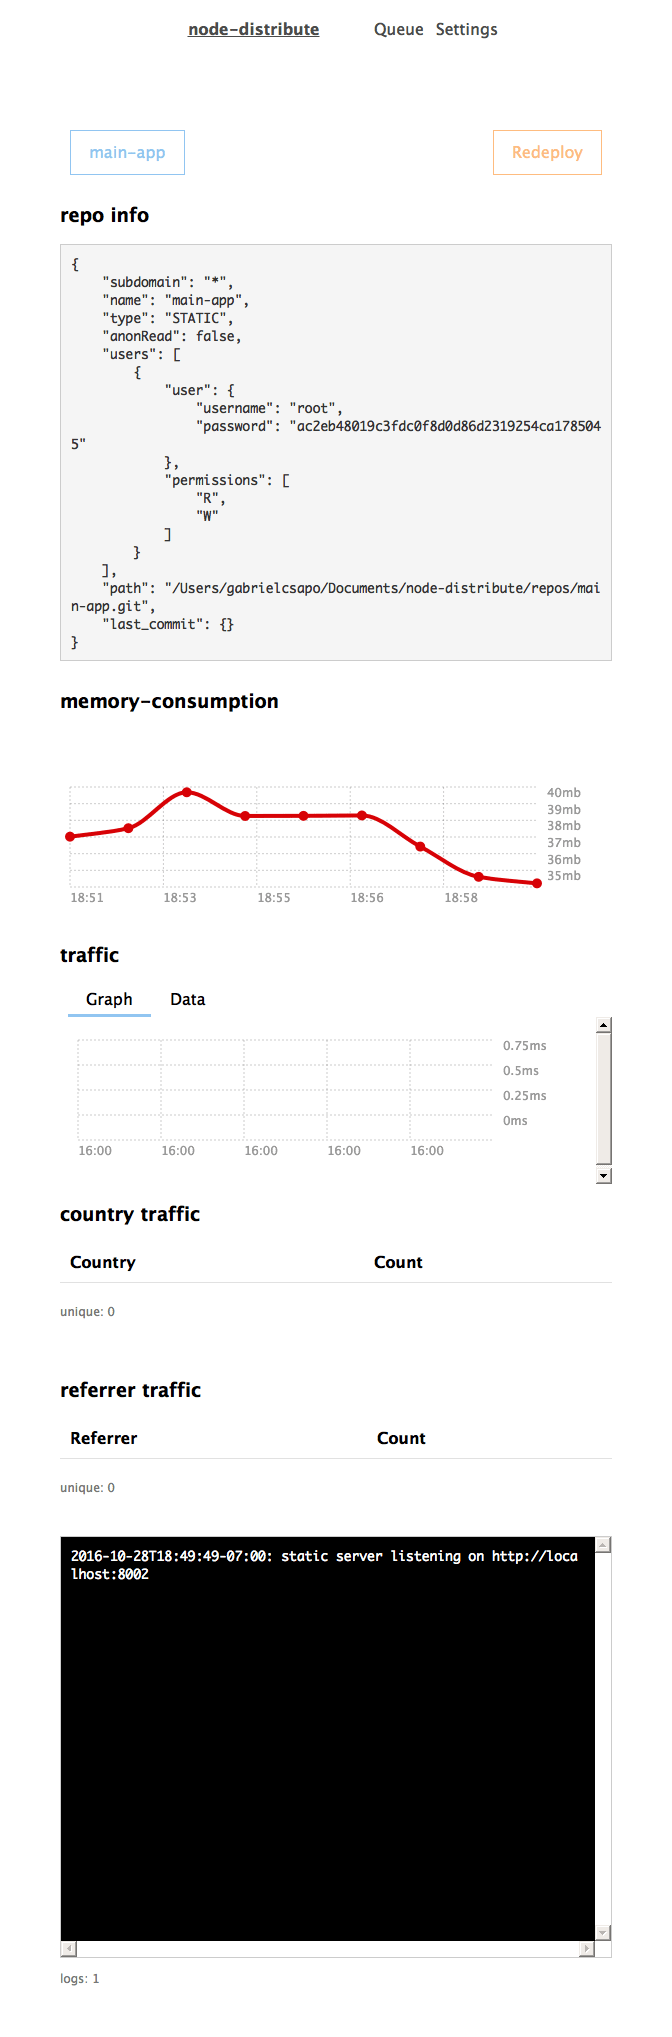 node-distribute Queue Settings
main-app Redeploy
repo info
{
    "subdomain": "*",
    "name": "main-app",
    "type": "STATIC",
    "anonRead": false,
    "users": [
        {
            "user": {
                "username": "root",
                "password": "ac2eb48019c3fdc0f8d0d86d2319254ca178504
5"
            },
            "permissions": [
                "R",
                "W"
            ]
        }
    ],
    "path": "/Users/gabrielcsapo/Documents/node-distribute/repos/mai
n-app.git",
    "last_commit": {}
}
memory-consumption
40mb
39mb
38mb
37mb
36mb
35mb
18:51 18:53 18:55 18:56 18:58
traffic
Graph Data
0.75ms
0.5ms
0.25ms
0ms
16:00 16:00 16:00 16:00 16:00
country traffic
Country Count
unique: 0
referrer traffic
Referrer Count
unique: 0
2016-10-28T18:49:49-07:00: static server listening on http://loca
lhost:8002
logs: 1